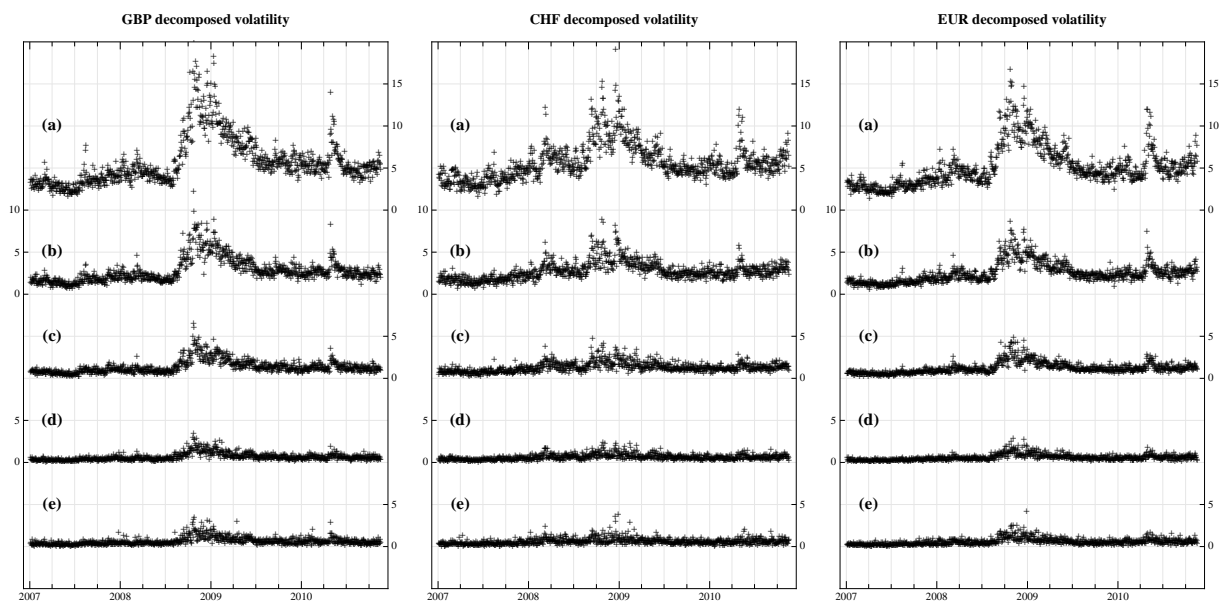 GBP decomposed volatility CHF decomposed volatility EUR decomposed volatility
15 15 15
(a) 10 (a) 10 (a) 10
5 5 5
10 0 10 0 10 0
(b) (b) (b)
5 5 5
0 0 0
5 5 5
(c) (c) (c)
0 0 0
(d) (d) (d)
5 5 5
0 0 0
5 5 5
(e) (e) (e)
0 0 0
2007 2008 2009 2010 2007 2008 2009 2010 2007 2008 2009 2010